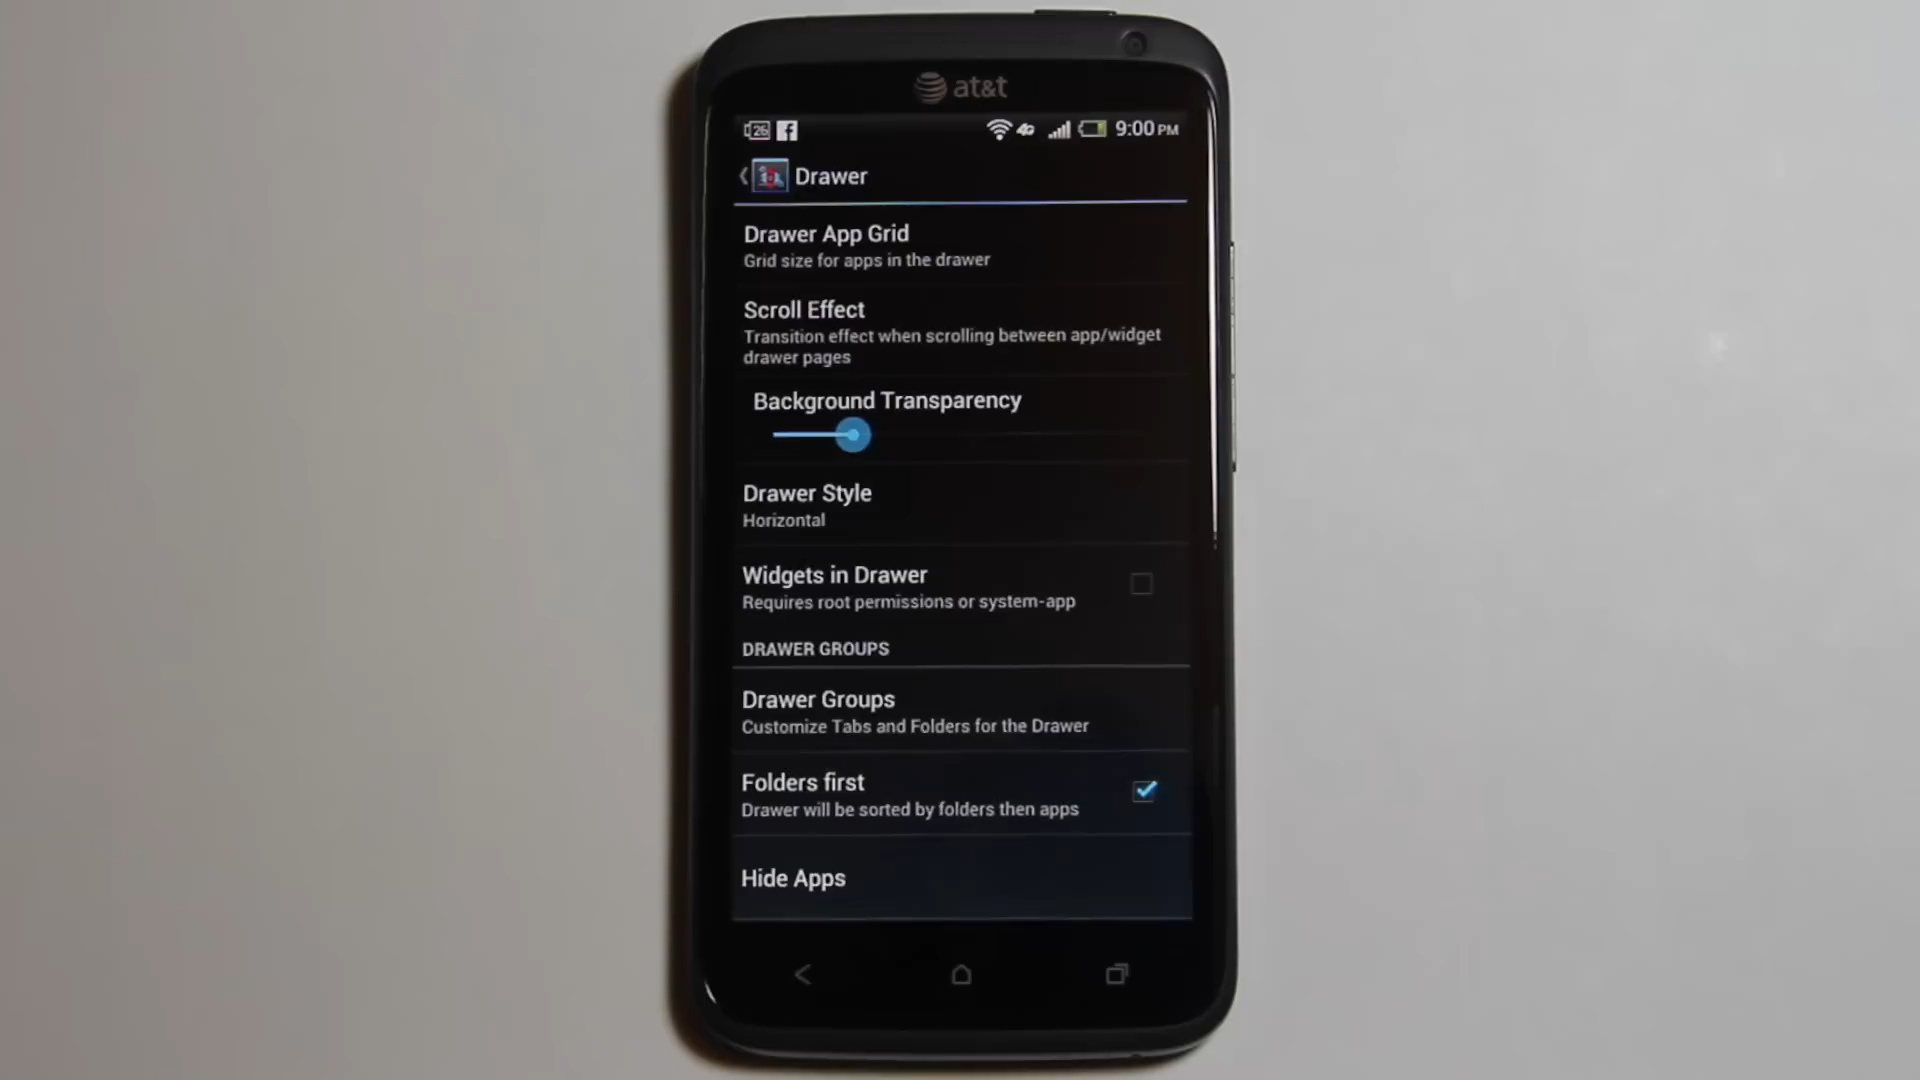 at&t
26 4G 9:00 PM
Drawer
Drawer App Grid
Grid size for apps in the drawer
Scroll Effect
Transition effect when scrolling between app/widget
drawer pages
Background Transparency
Drawer Style
Horizontal
Widgets in Drawer
Requires root permissions or system-app
DRAWER GROUPS
Drawer Groups
Customize Tabs and Folders for the Drawer
Folders first
Drawer will be sorted by folders then apps
Hide Apps